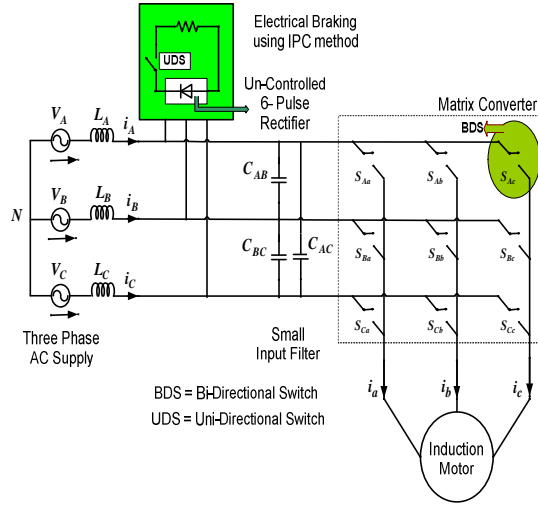 Electrical Braking
using IPC method
UDS
Un-Controlled
6- Pulse
Rectifier
Matrix Converter
BDS
V_A
L_A
i_A
S_Aa
S_Ab
S_Ac
C_AB
N
V_B
L_B
i_B
S_Ba
S_Bb
S_Bc
C_BC
C_AC
V_C
L_C
i_C
S_Ca
S_Cb
S_Cc
Three Phase
AC Supply
Small
Input Filter
BDS = Bi-Directional Switch
UDS = Uni-Directional Switch
i_a
i_b
i_c
Induction
Motor